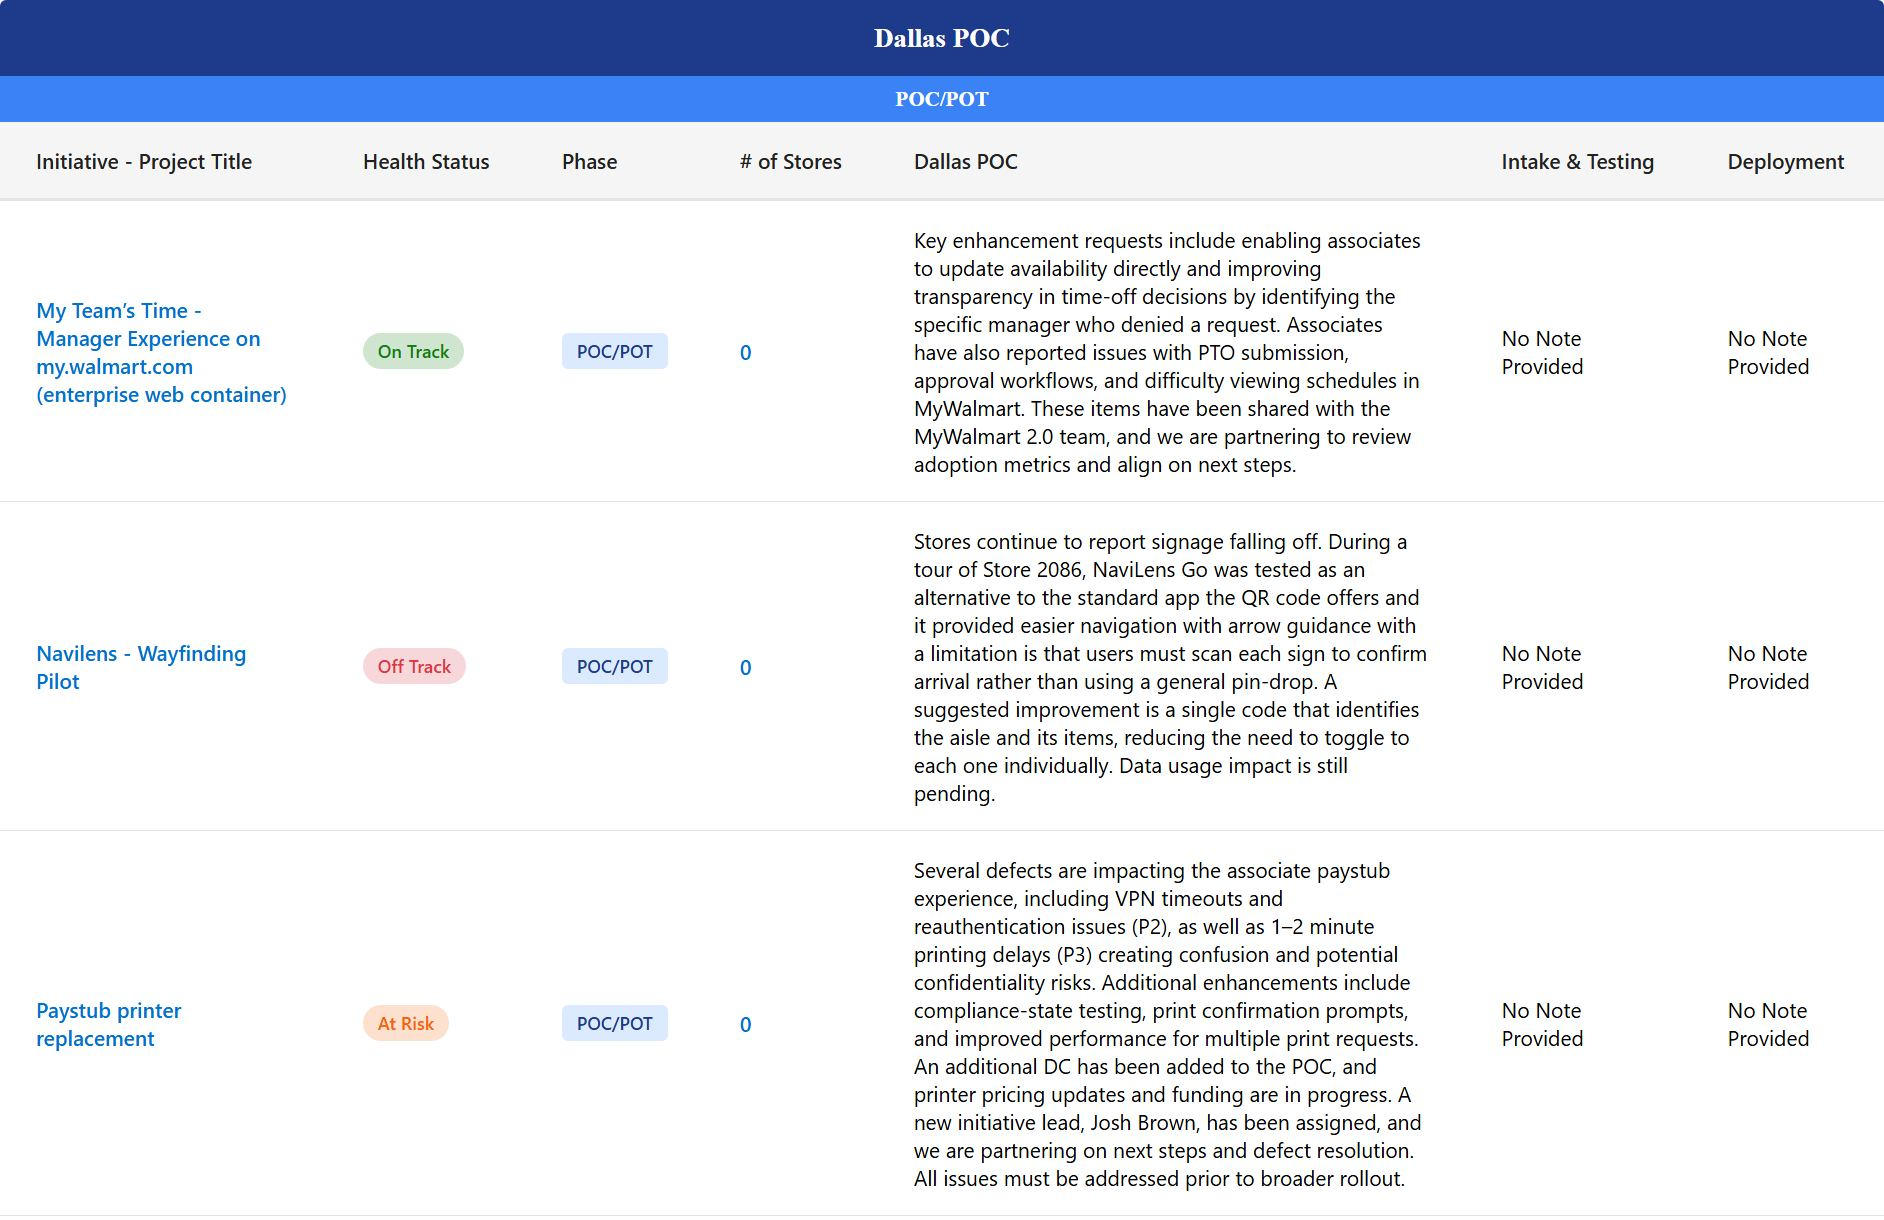 Dallas POC
POC/POT
Initiative - Project Title
Health Status
Phase
# of Stores
Dallas POC
Intake & Testing
Deployment
My Team’s Time -
Manager Experience on
my.walmart.com
(enterprise web container)
On Track
POC/POT
0
Key enhancement requests include enabling associates
to update availability directly and improving
transparency in time-off decisions by identifying the
specific manager who denied a request. Associates
have also reported issues with PTO submission,
approval workflows, and difficulty viewing schedules in
MyWalmart. These items have been shared with the
MyWalmart 2.0 team, and we are partnering to review
adoption metrics and align on next steps.
No Note
Provided
No Note
Provided
Navilens - Wayfinding
Pilot
Off Track
POC/POT
0
Stores continue to report signage falling off. During a
tour of Store 2086, NaviLens Go was tested as an
alternative to the standard app the QR code offers and
it provided easier navigation with arrow guidance with
a limitation is that users must scan each sign to confirm
arrival rather than using a general pin-drop. A
suggested improvement is a single code that identifies
the aisle and its items, reducing the need to toggle to
each one individually. Data usage impact is still
pending.
No Note
Provided
No Note
Provided
Paystub printer
replacement
At Risk
POC/POT
0
Several defects are impacting the associate paystub
experience, including VPN timeouts and
reauthentication issues (P2), as well as 1–2 minute
printing delays (P3) creating confusion and potential
confidentiality risks. Additional enhancements include
compliance-state testing, print confirmation prompts,
and improved performance for multiple print requests.
An additional DC has been added to the POC, and
printer pricing updates and funding are in progress. A
new initiative lead, Josh Brown, has been assigned, and
we are partnering on next steps and defect resolution.
All issues must be addressed prior to broader rollout.
No Note
Provided
No Note
Provided